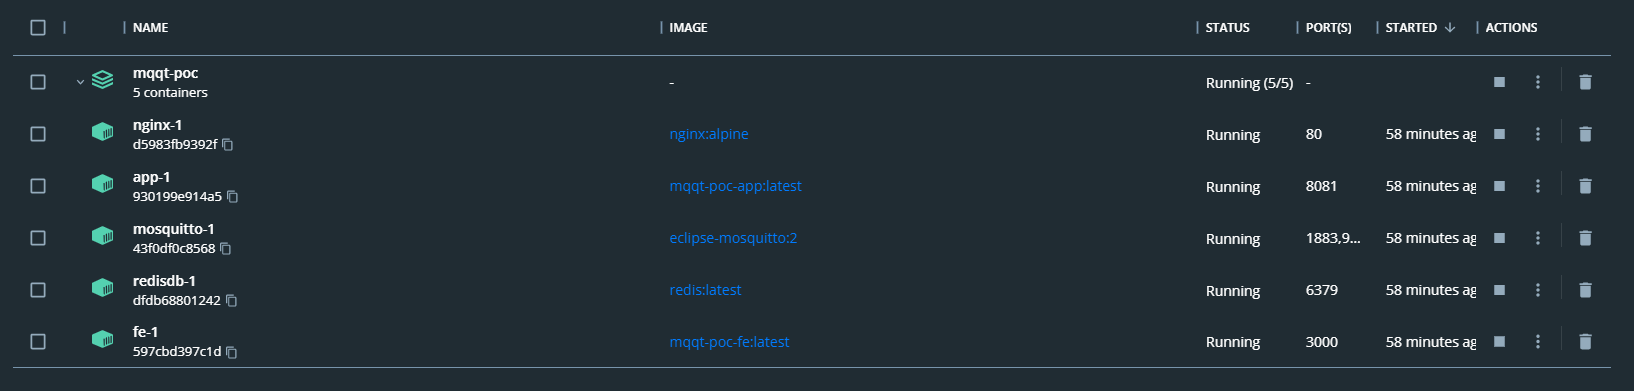 NAME IMAGE STATUS PORT(S) STARTED ACTIONS
mqqt-poc
5 containers
- Running (5/5) -
nginx-1
d5983fb9392f
nginx:alpine Running 80 58 minutes ag
app-1
930199e914a5
mqqt-poc-app:latest Running 8081 58 minutes ag
mosquitto-1
43f0df0c8568
eclipse-mosquitto:2 Running 1883,9... 58 minutes ag
redisdb-1
dfdb68801242
redis:latest Running 6379 58 minutes ag
fe-1
597cbd397c1d
mqqt-poc-fe:latest Running 3000 58 minutes ag